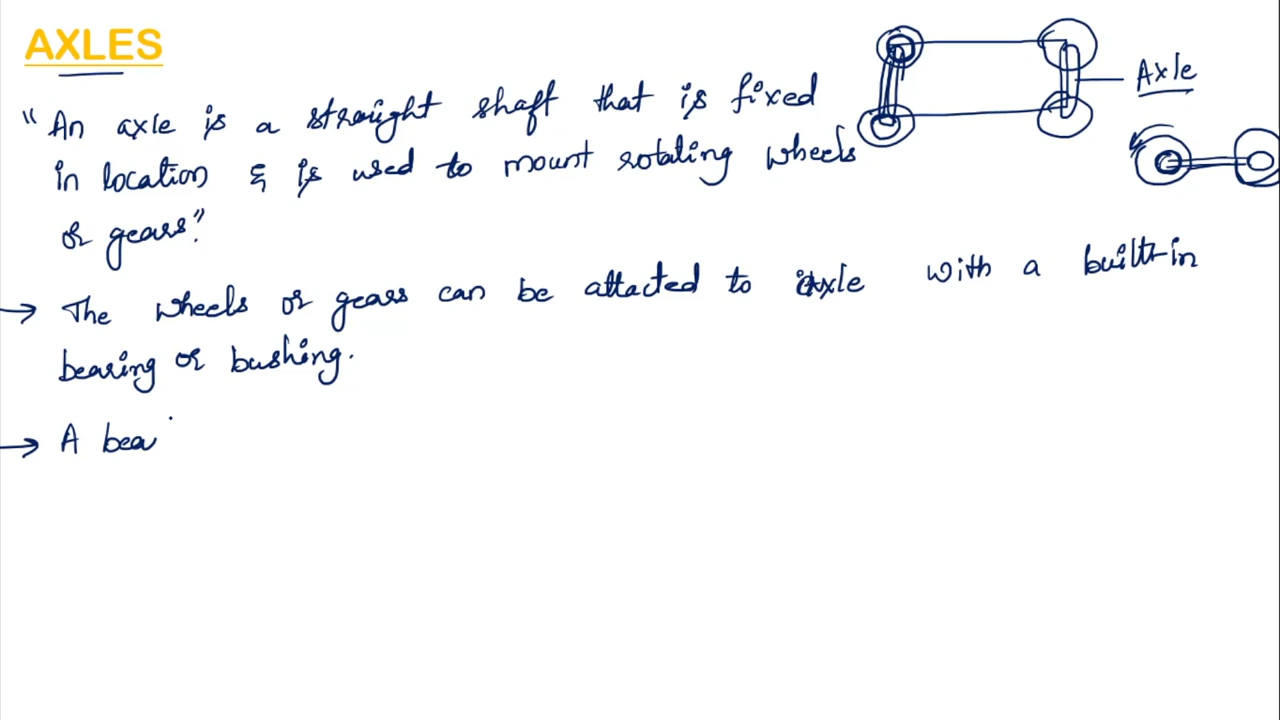 AXLES
"An axle is a straight shaft that is fixed
in location & is used to mount rotating wheels
or gears".
Axle
→ The wheels or gears can be attacted to axle with a built-in
bearing or bushing.
→ A bea